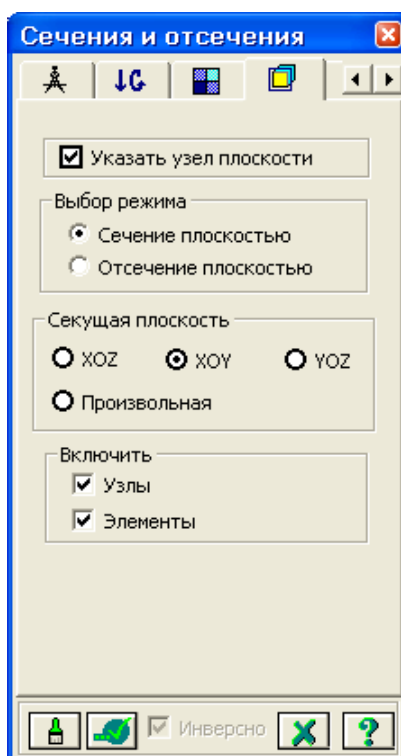 Сечения и отсечения
Указать узел плоскости
Выбор режима
Сечение плоскостью
Отсечение плоскостью
Секущая плоскость
XOZ XOY YOZ
Произвольная
Включить
Узлы
Элементы
Инверсно ?